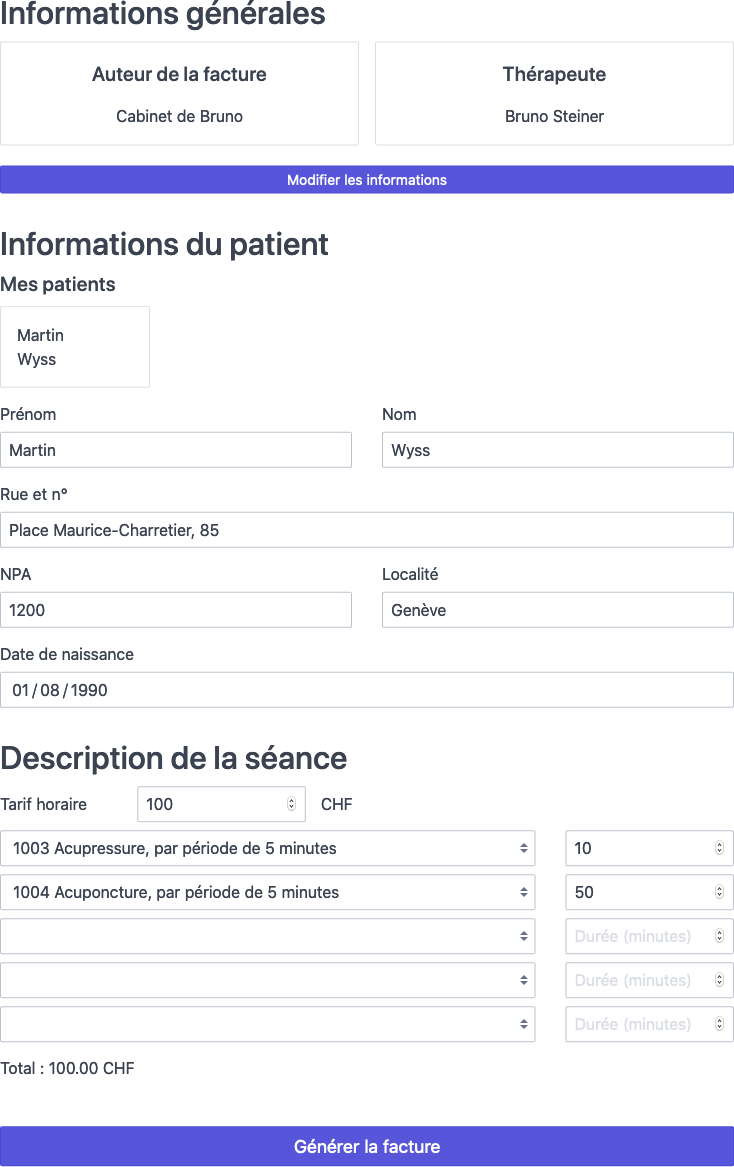 Informations générales
Auteur de la facture
Cabinet de Bruno
Thérapeute
Bruno Steiner
Modifier les informations
Informations du patient
Mes patients
Martin
Wyss
Prénom
Nom
Martin
Wyss
Rue et n°
Place Maurice-Charretier, 85
NPA
Localité
1200
Genève
Date de naissance
01/08/1990
Description de la séance
Tarif horaire 100 CHF
1003 Acupressure, par période de 5 minutes 10
1004 Acuponcture, par période de 5 minutes 50
Durée (minutes)
Durée (minutes)
Durée (minutes)
Total : 100.00 CHF
Générer la facture